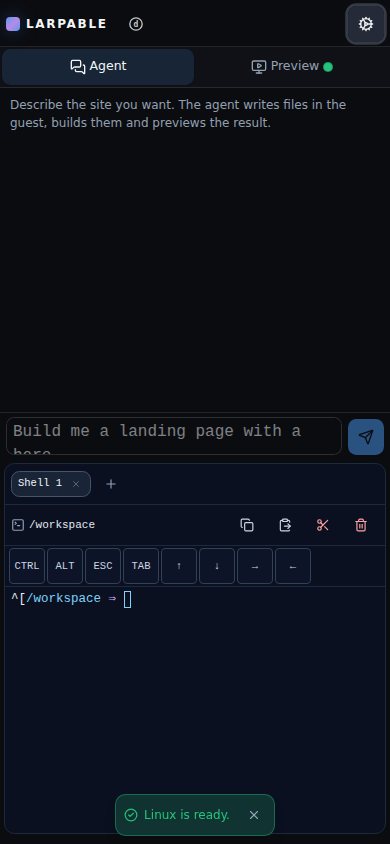 LARPABLE d
Agent
Preview
Describe the site you want. The agent writes files in the
guest, builds them and previews the result.
Build me a landing page with a
Shell 1 × +
/workspace
CTRL ALT ESC TAB ↑ ↓ → ←
^[/workspace ⇒
Linux is ready. ×